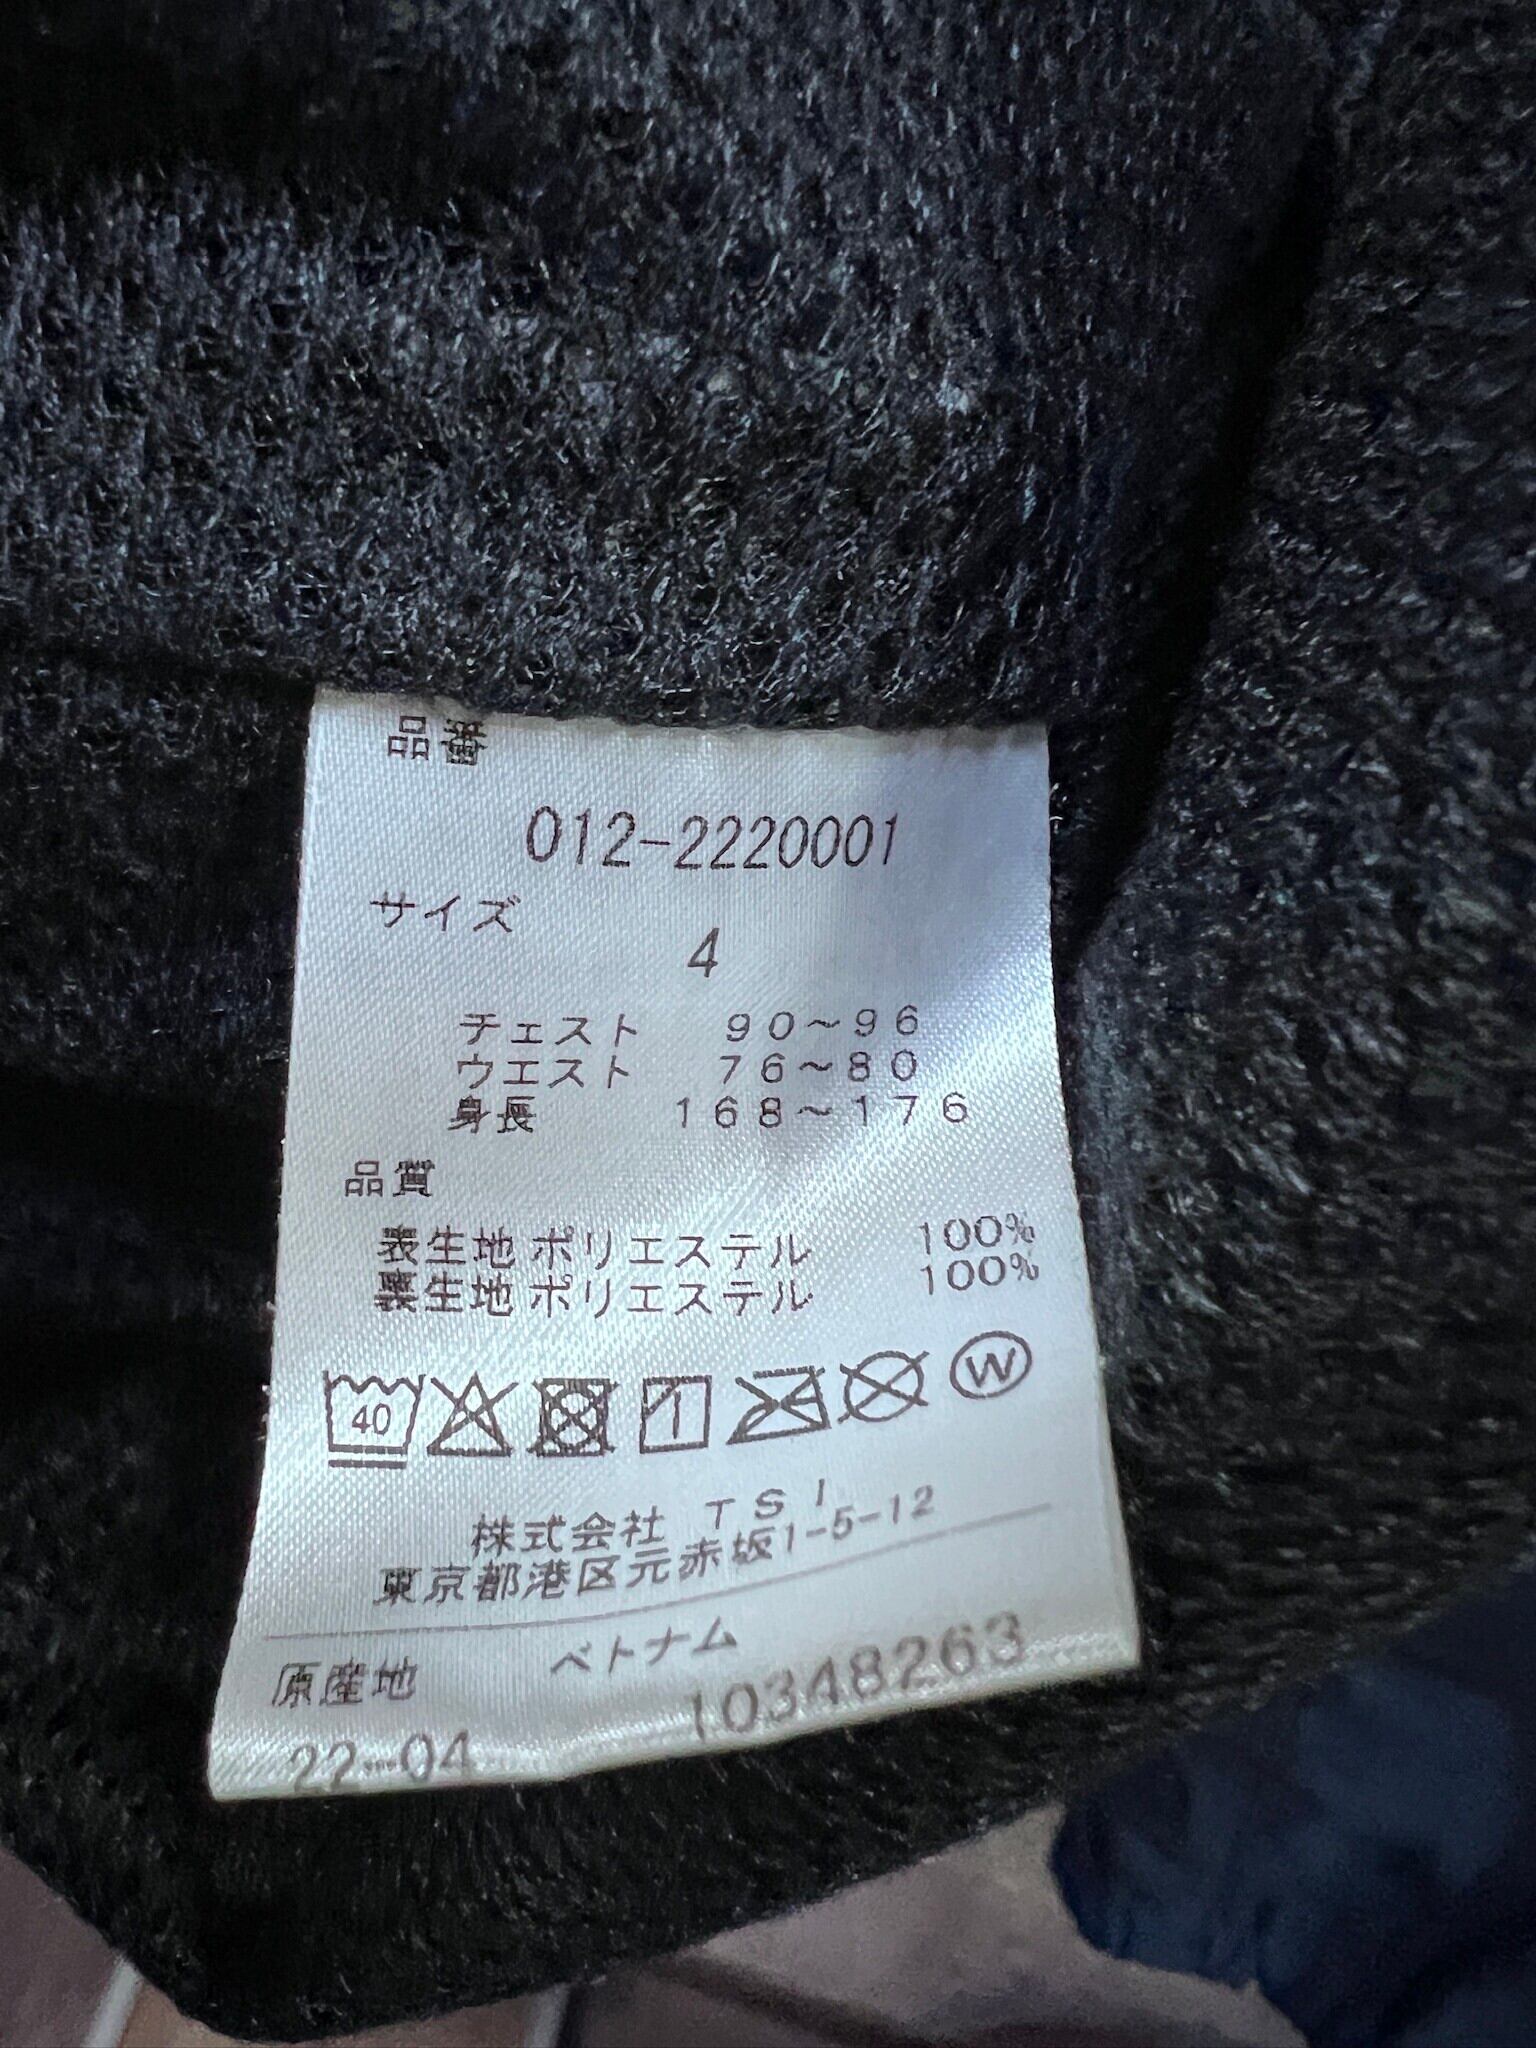 品番
012-2220001
サイズ
4
チェスト 90～96
ウエスト 76～80
身長 168～176
品質
表生地 ポリエステル 100%
裏生地 ポリエステル 100%
40 W
株式会社 TSI
東京都港区元赤坂1-5-12
原産地 ベトナム
22-04 10348263